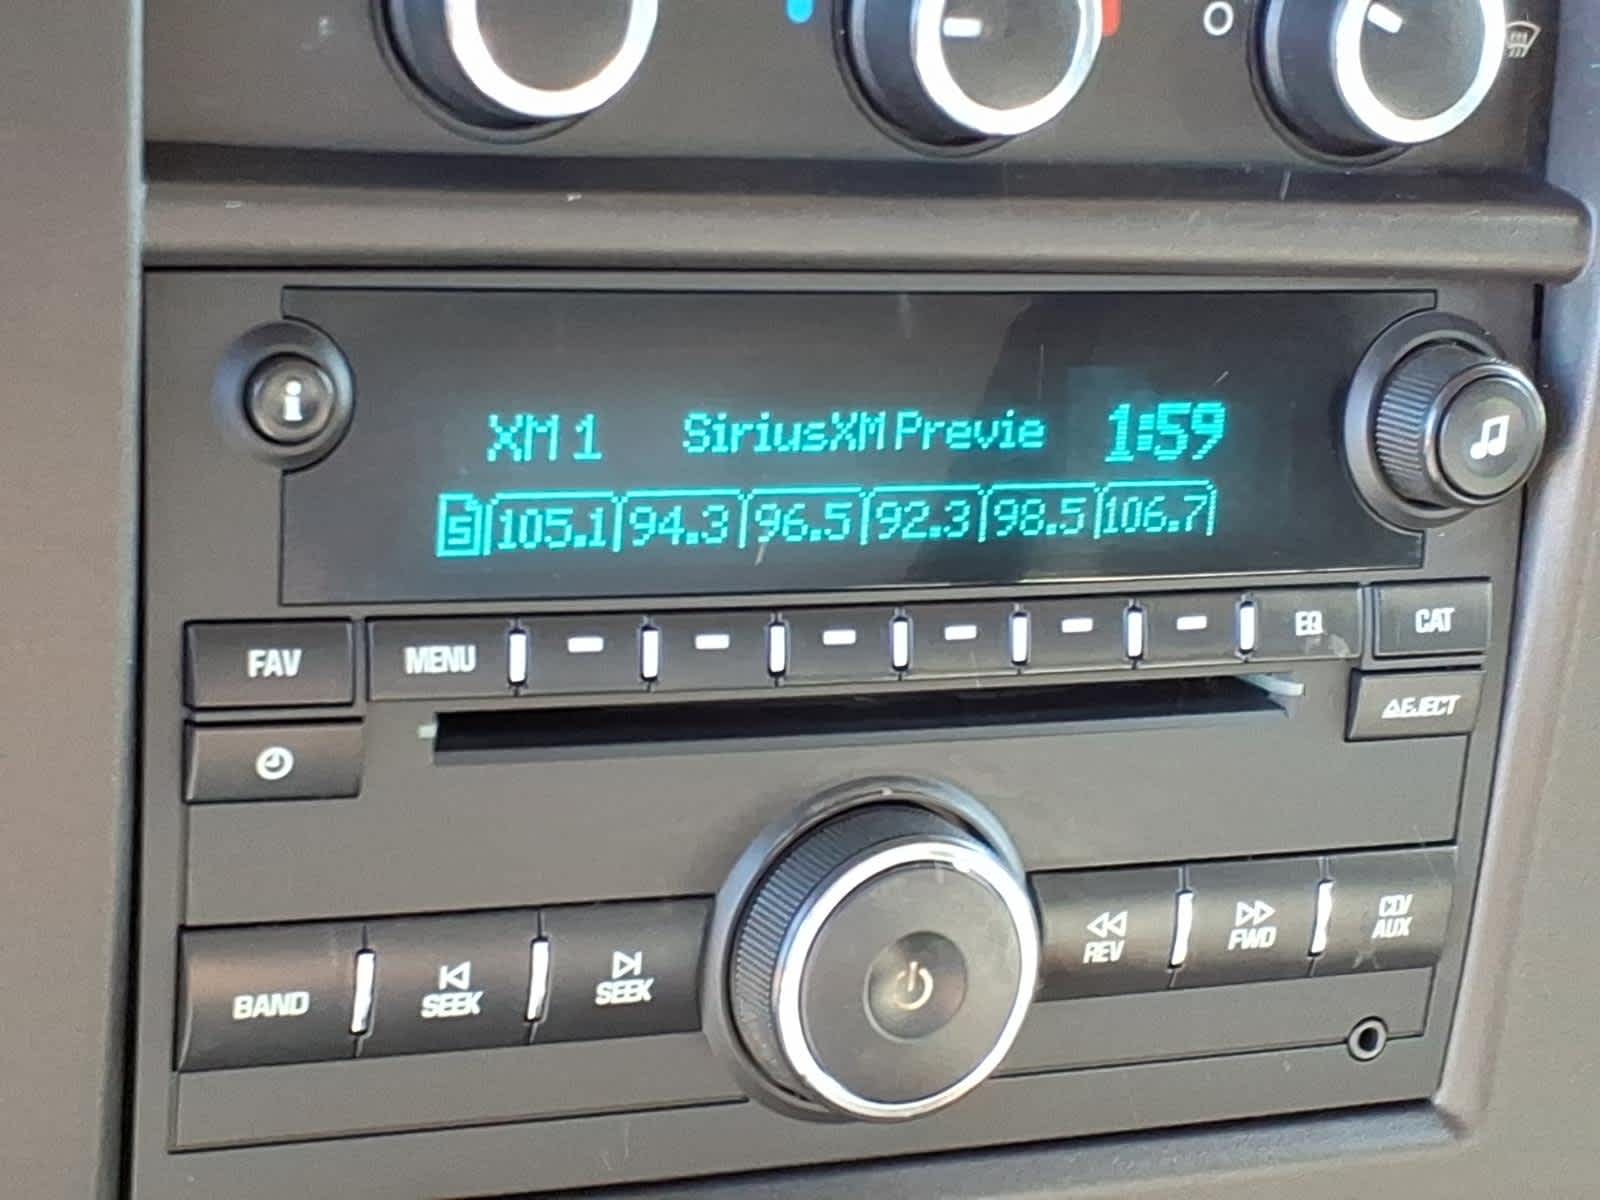 i
XM 1 SiriusXM Previe 1:59
S 105.1 94.3 96.5 92.3 98.5 106.7
FAV MENU EQ CAT
EJECT
BAND SEEK SEEK REV FWD CD/
AUX